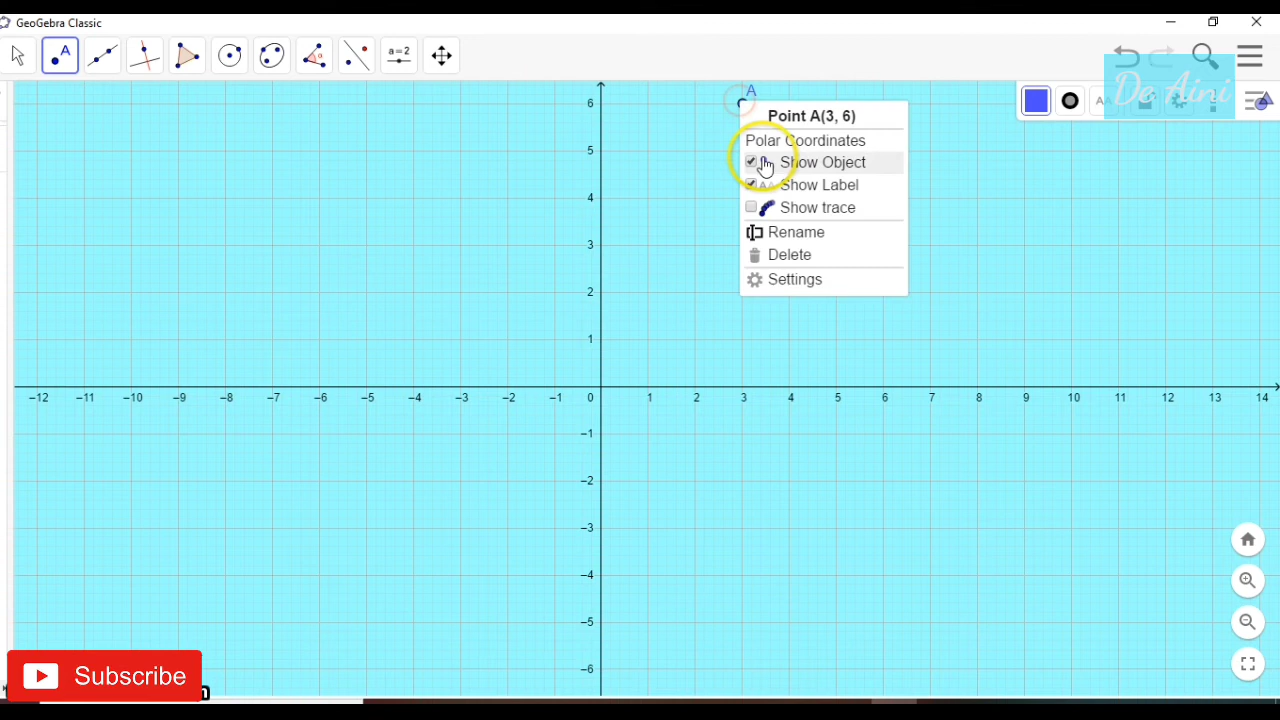 GeoGebra Classic
A
a=2
De Aini
A
Point A(3, 6)
Polar Coordinates
Show Object
Show Label
Show trace
Rename
Delete
Settings
6
5
4
3
2
1
−12 −11 −10 −9 −8 −7 −6 −5 −4 −3 −2 −1 0 1 2 3 4 5 6 7 8 9 10 11 12 13 14
−1
−2
−3
−4
−5
−6
Subscribe